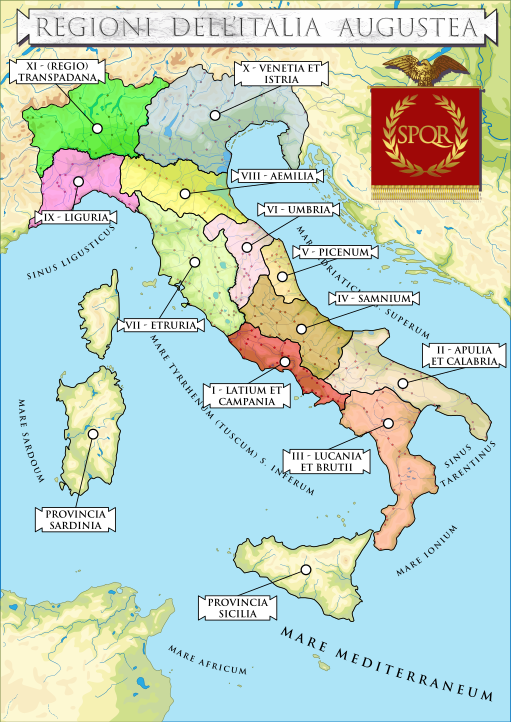 REGIONI DELL'ITALIA AUGUSTEA
XI - (REGIO)
TRANSPADANA
X - VENETIA ET
ISTRIA
SPQR
VIII - AEMILIA
IX - LIGURIA
VI - UMBRIA
SINUS LIGUSTICUS
V - PICENUM
MARE ADRIATICUM S. SUPERUM
IV - SAMNIUM
VII - ETRURIA
II - APULIA
ET CALABRIA
I - LATIUM ET
CAMPANIA
MARE TYRRHENUM (TUSCUM) S. INFERUM
MARE SARDOUM
III - LUCANIA
ET BRUTII
SINUS
TARENTINUS
PROVINCIA
SARDINIA
MARE IONIUM
PROVINCIA
SICILIA
MARE AFRICUM
MARE MEDITERRANEUM